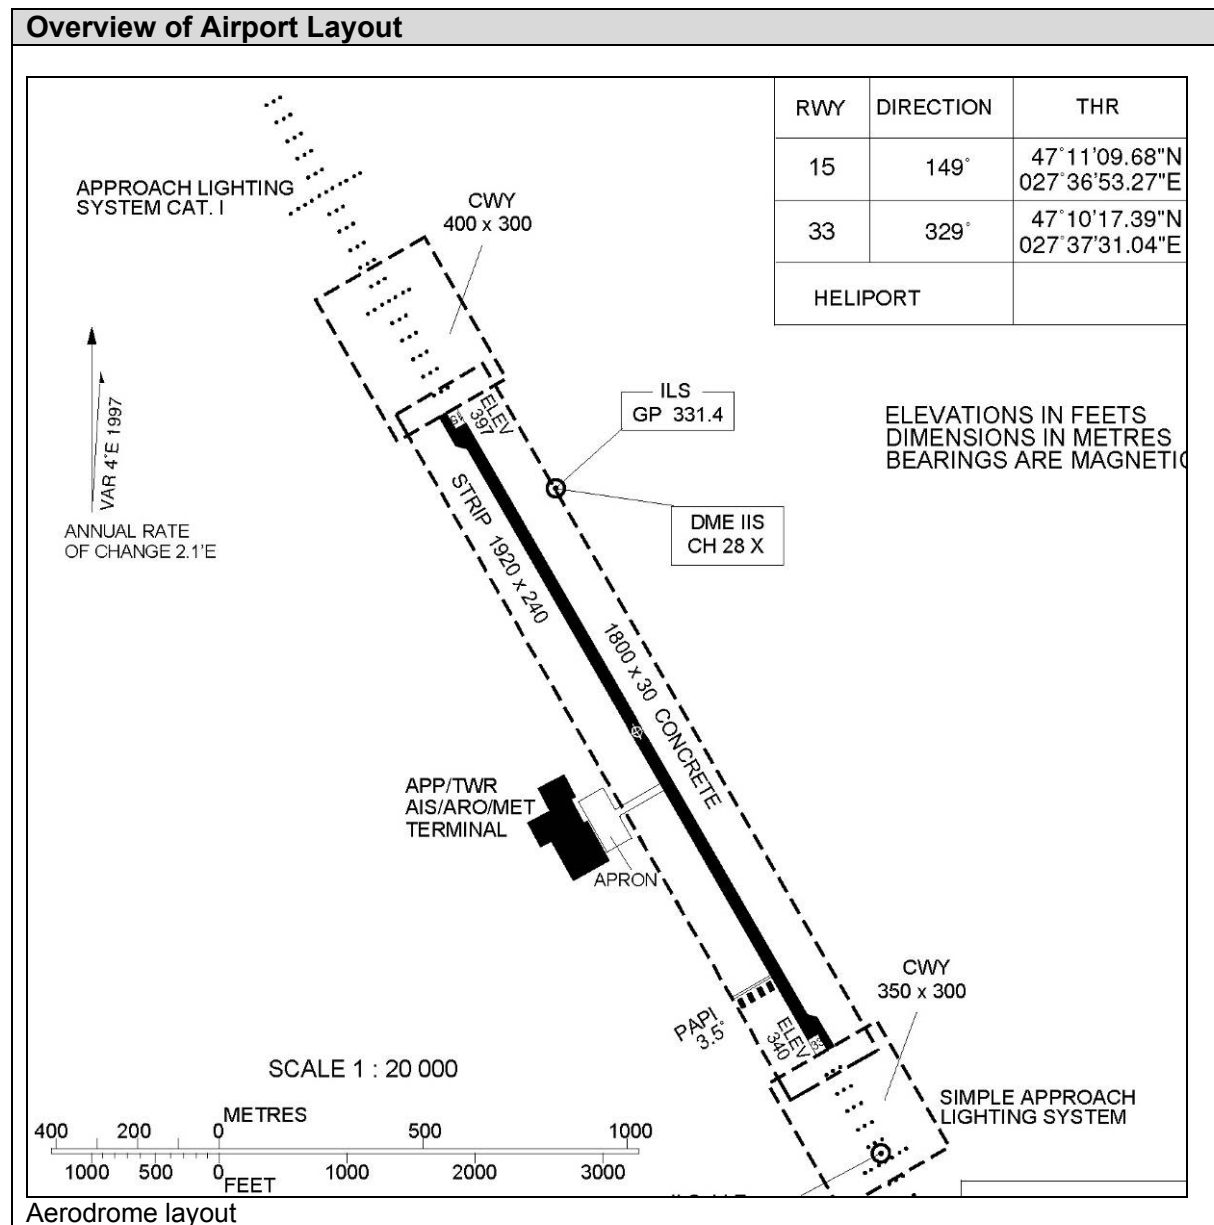 Overview of Airport Layout
RWY DIRECTION THR
15 149° 47°11'09.68"N
027°36'53.27"E
33 329° 47°10'17.39"N
027°37'31.04"E
HELIPORT
APPROACH LIGHTING
SYSTEM CAT. I
CWY
400 x 300
VAR 4°E 1997
ANNUAL RATE
OF CHANGE 2.1'E
ELEV
397
ILS
GP 331.4
DME IIS
CH 28 X
ELEVATIONS IN FEETS
DIMENSIONS IN METRES
BEARINGS ARE MAGNETIC
STRIP 1920 x 240
1800 x 30 CONCRETE
APP/TWR
AIS/ARO/MET
TERMINAL
APRON
PAPI
3.5°
ELEV
340
33
CWY
350 x 300
SIMPLE APPROACH
LIGHTING SYSTEM
SCALE 1 : 20 000
METRES
400 200 0 500 1000
1000 500 0 1000 2000 3000
FEET
Aerodrome layout